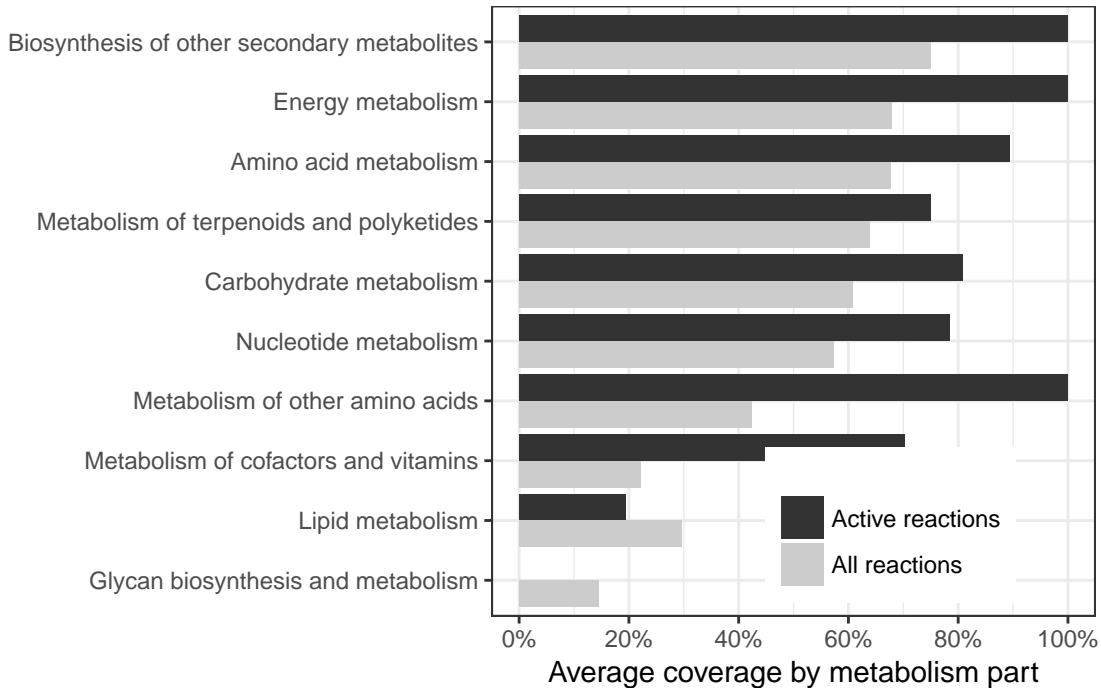 Biosynthesis of other secondary metabolites
Energy metabolism
Amino acid metabolism
Metabolism of terpenoids and polyketides
Carbohydrate metabolism
Nucleotide metabolism
Metabolism of other amino acids
Metabolism of cofactors and vitamins
Lipid metabolism
Glycan biosynthesis and metabolism
Active reactions
All reactions
0% 20% 40% 60% 80% 100%
Average coverage by metabolism part